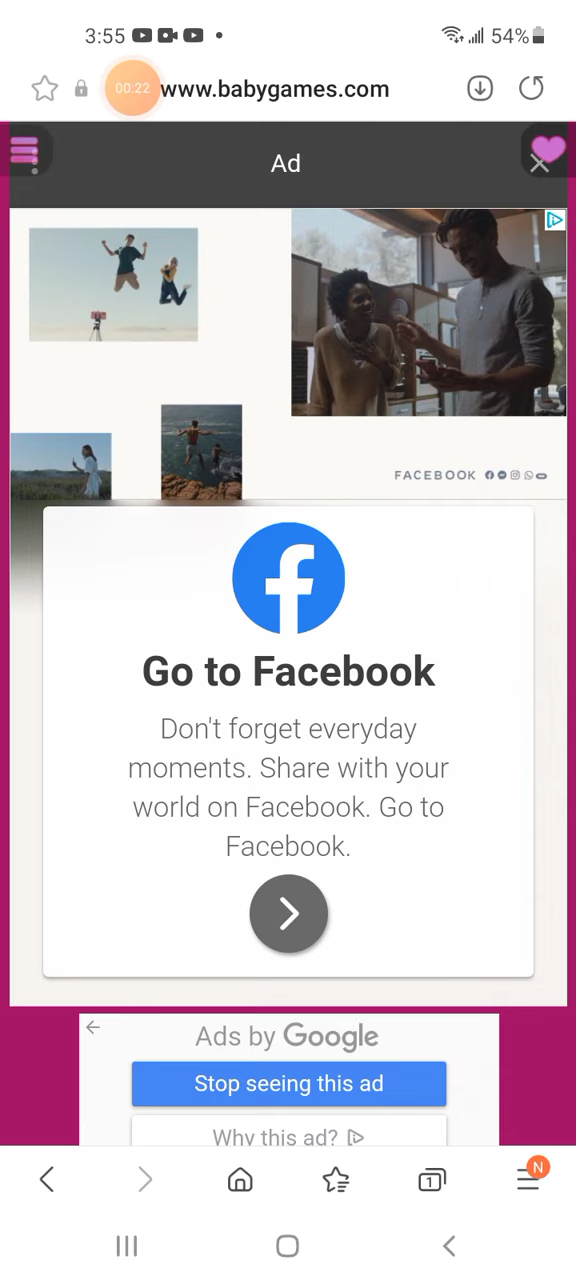 3:55
54%
00:22
www.babygames.com
Ad
FACEBOOK
Go to Facebook
Don't forget everyday
moments. Share with your
world on Facebook. Go to
Facebook.
Ads by Google
Stop seeing this ad
Why this ad?
1
N